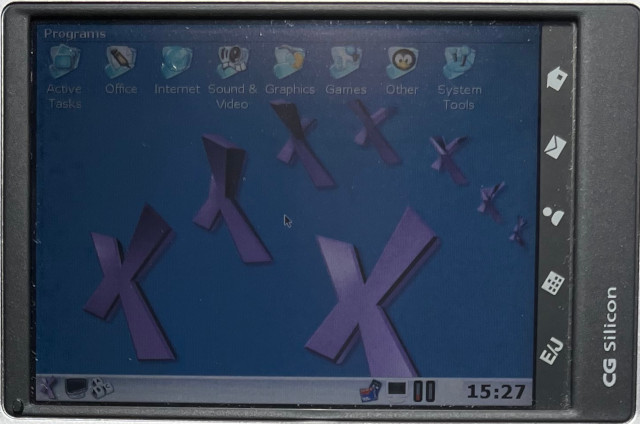 Programs
Active Tasks
Office
Internet
Sound & Video
Graphics
Games
Other
System Tools
15:27
E/J
CG Silicon